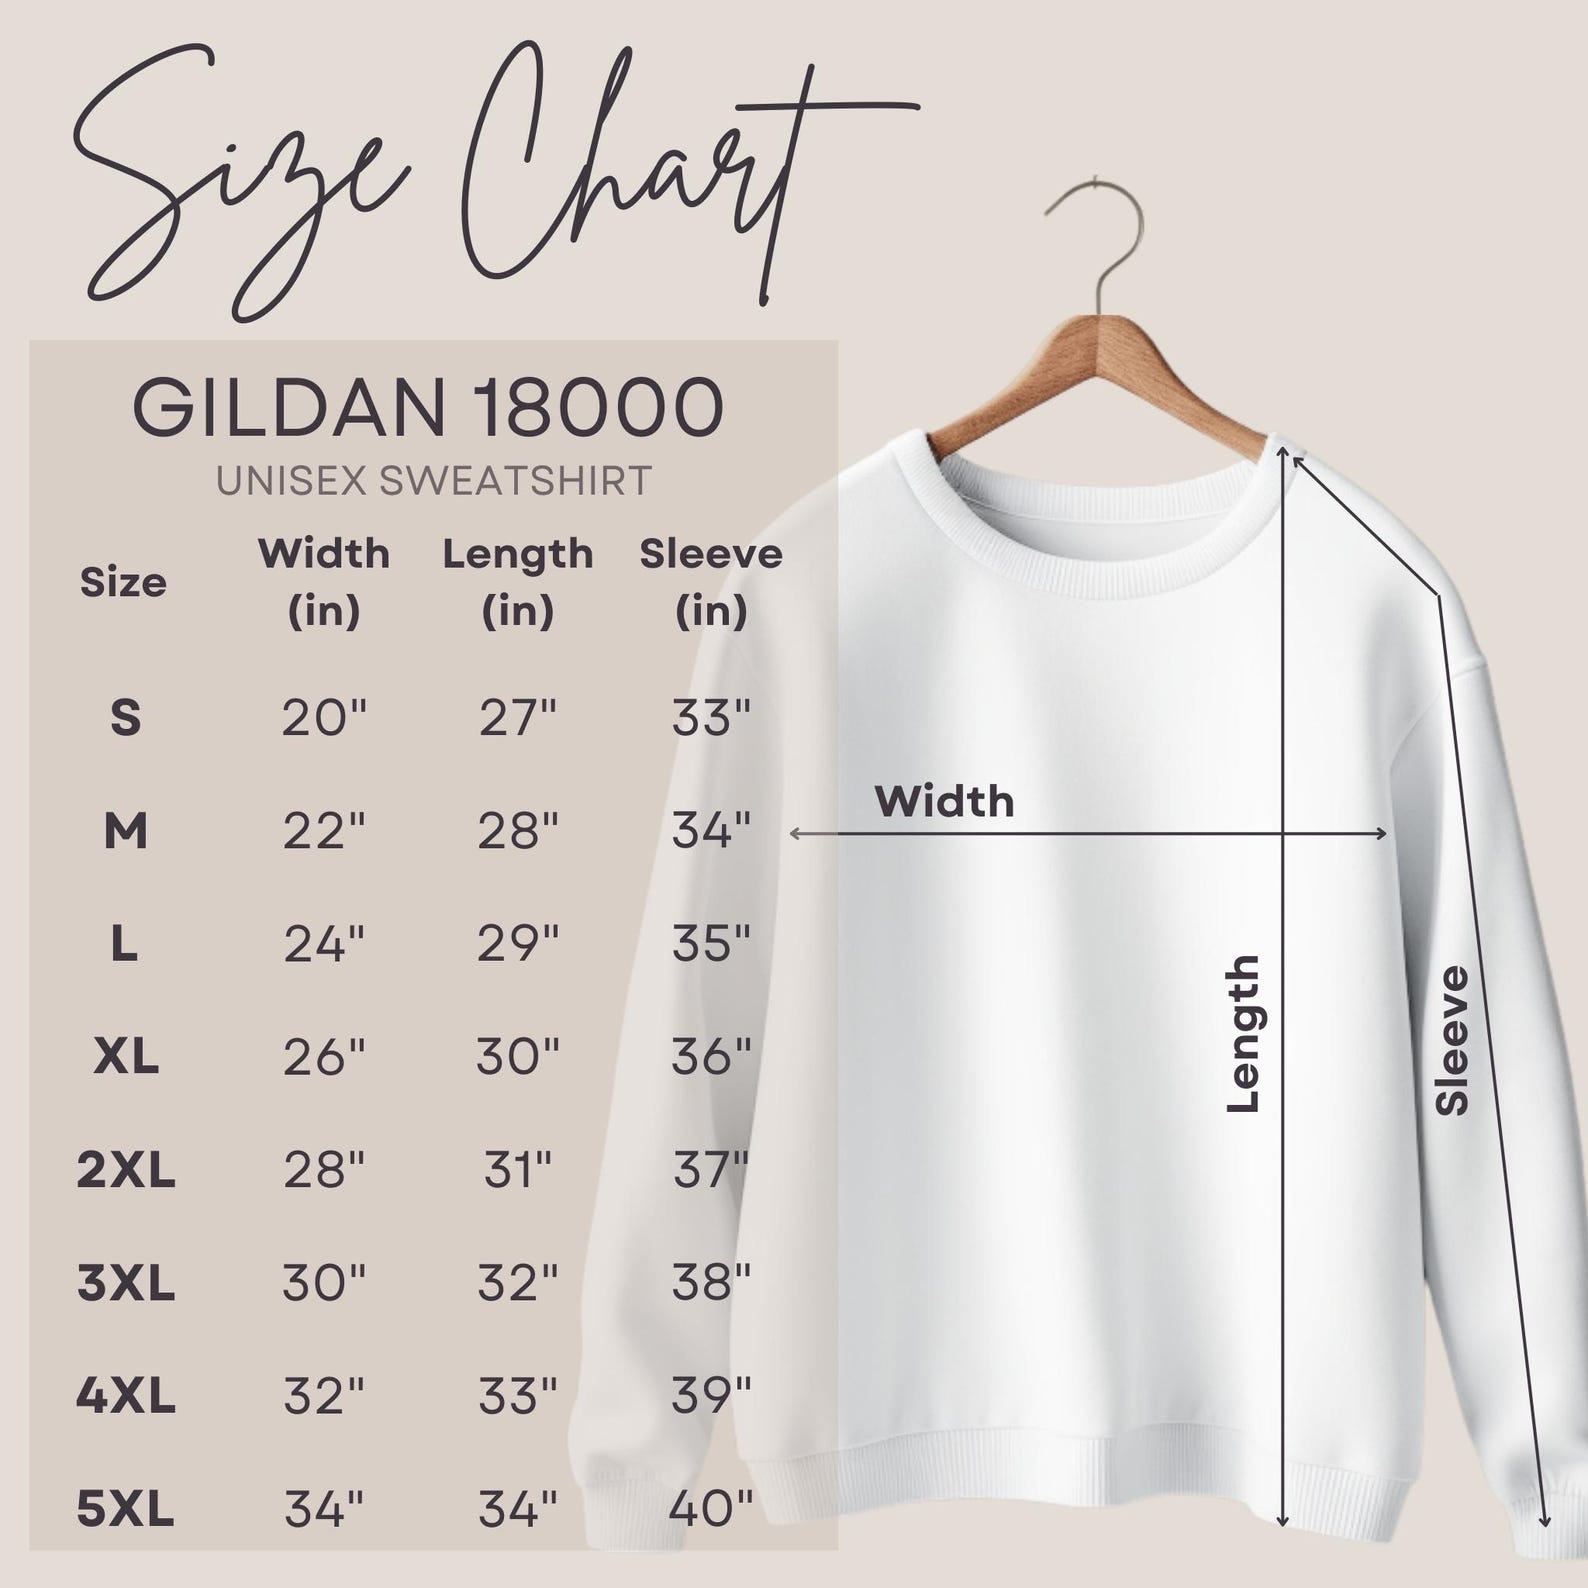 Size Chart
GILDAN 18000
UNISEX SWEATSHIRT
Size Width (in) Length (in) Sleeve (in)
S 20" 27" 33"
M 22" 28" 34"
L 24" 29" 35"
XL 26" 30" 36"
2XL 28" 31" 37"
3XL 30" 32" 38"
4XL 32" 33" 39"
5XL 34" 34" 40"
Width
Length
Sleeve